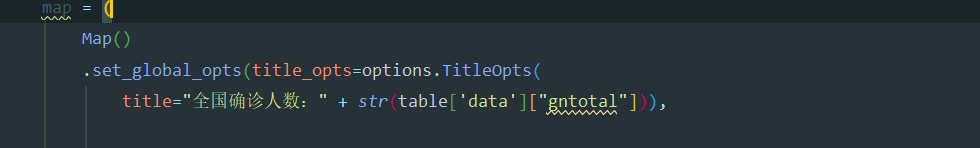 map = (
Map()
.set_global_opts(title_opts=options.TitleOpts(
title="全国确诊人数：" + str(table['data']["gntotal"])),